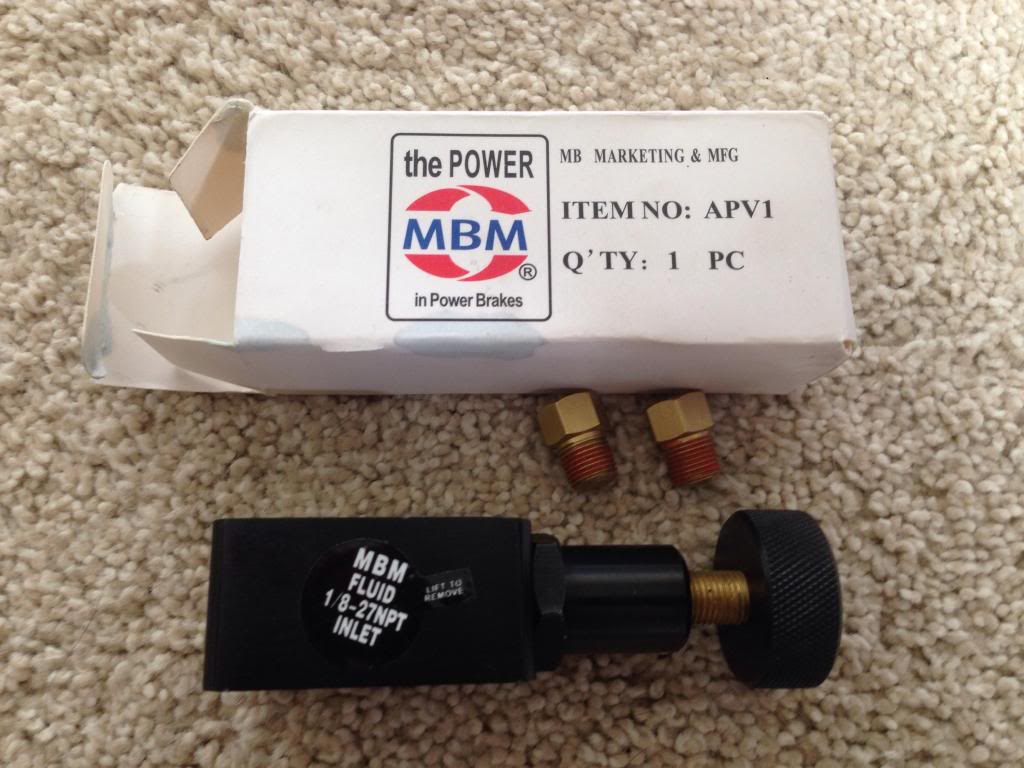 the POWER
MBM
®
in Power Brakes
MB MARKETING & MFG
ITEM NO: APV1
Q'TY: 1 PC
MBM
FLUID
1/8-27NPT
INLET
LIFT TO
REMOVE